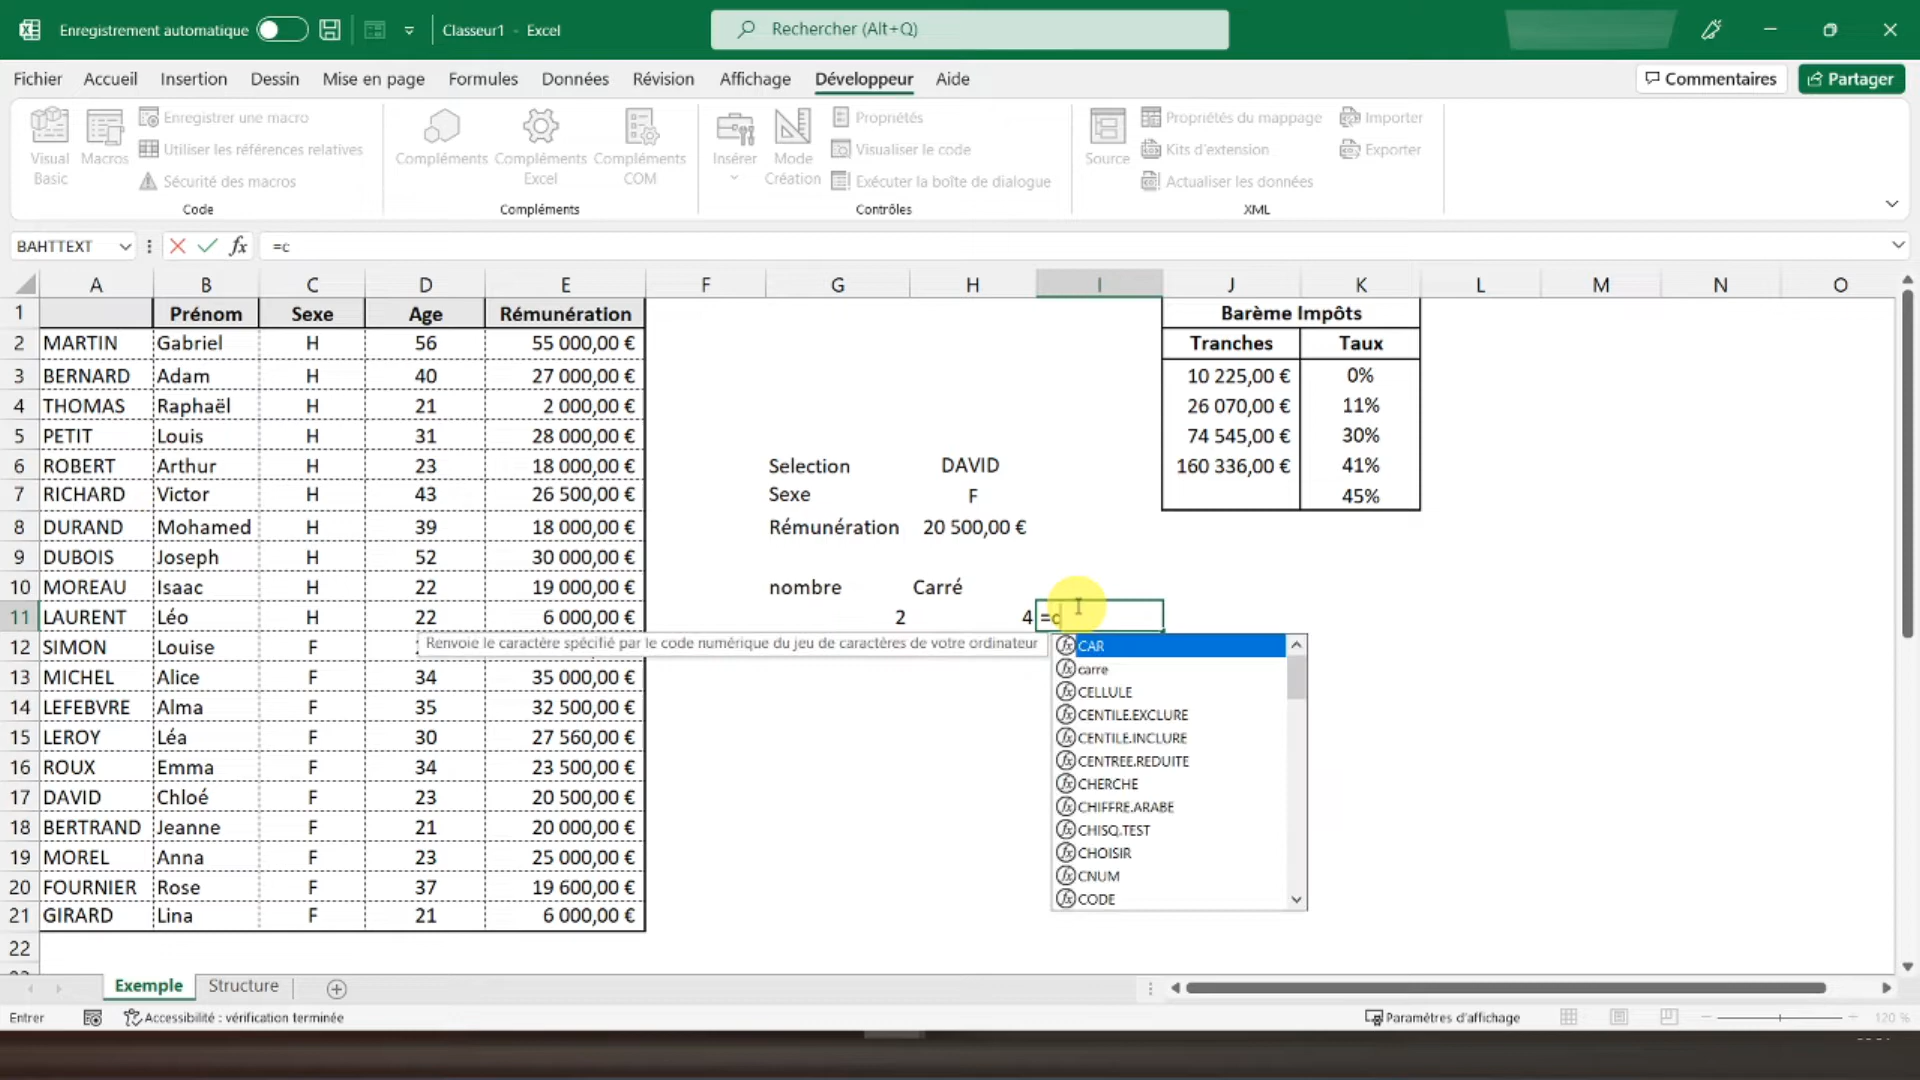 Enregistrement automatique
Classeur1 - Excel
Rechercher (Alt+Q)
Fichier Accueil Insertion Dessin Mise en page Formules Données Révision Affichage Développeur Aide
Commentaires
Partager
Visual Basic
Macros
Enregistrer une macro
Utiliser les références relatives
Sécurité des macros
Code
Compléments
Compléments Excel
Compléments COM
Compléments
Insérer
Mode Création
Propriétés
Visualiser le code
Exécuter la boîte de dialogue
Contrôles
Source
Propriétés du mappage
Kits d'extension
Actualiser les données
Importer
Exporter
XML
BAHTTEXT
fx
=c
A B C D E F G H I J K L M N O
1 Prénom Sexe Age Rémunération Barème Impôts
2 MARTIN Gabriel H 56 55 000,00 € Tranches Taux
3 BERNARD Adam H 40 27 000,00 € 10 225,00 € 0%
4 THOMAS Raphaël H 21 2 000,00 € 26 070,00 € 11%
5 PETIT Louis H 31 28 000,00 € 74 545,00 € 30%
6 ROBERT Arthur H 23 18 000,00 € Selection DAVID 160 336,00 € 41%
7 RICHARD Victor H 43 26 500,00 € Sexe F 45%
8 DURAND Mohamed H 39 18 000,00 € Rémunération 20 500,00 €
9 DUBOIS Joseph H 52 30 000,00 €
10 MOREAU Isaac H 22 19 000,00 € nombre Carré
11 LAURENT Léo H 22 6 000,00 € 2 4 =c
12 SIMON Louise F
Renvoie le caractère spécifié par le code numérique du jeu de caractères de votre ordinateur
13 MICHEL Alice F 34 35 000,00 €
14 LEFEBVRE Alma F 35 32 500,00 €
15 LEROY Léa F 30 27 560,00 €
16 ROUX Emma F 34 23 500,00 €
17 DAVID Chloé F 23 20 500,00 €
18 BERTRAND Jeanne F 21 20 000,00 €
19 MOREL Anna F 23 25 000,00 €
20 FOURNIER Rose F 37 19 600,00 €
21 GIRARD Lina F 21 6 000,00 €
22
CAR
carre
CELLULE
CENTILE.EXCLURE
CENTILE.INCLURE
CENTREE.REDUITE
CHERCHE
CHIFFRE.ARABE
CHISQ.TEST
CHOISIR
CNUM
CODE
Exemple Structure
Entrer
Accessibilité : vérification terminée
Paramètres d'affichage
120 %